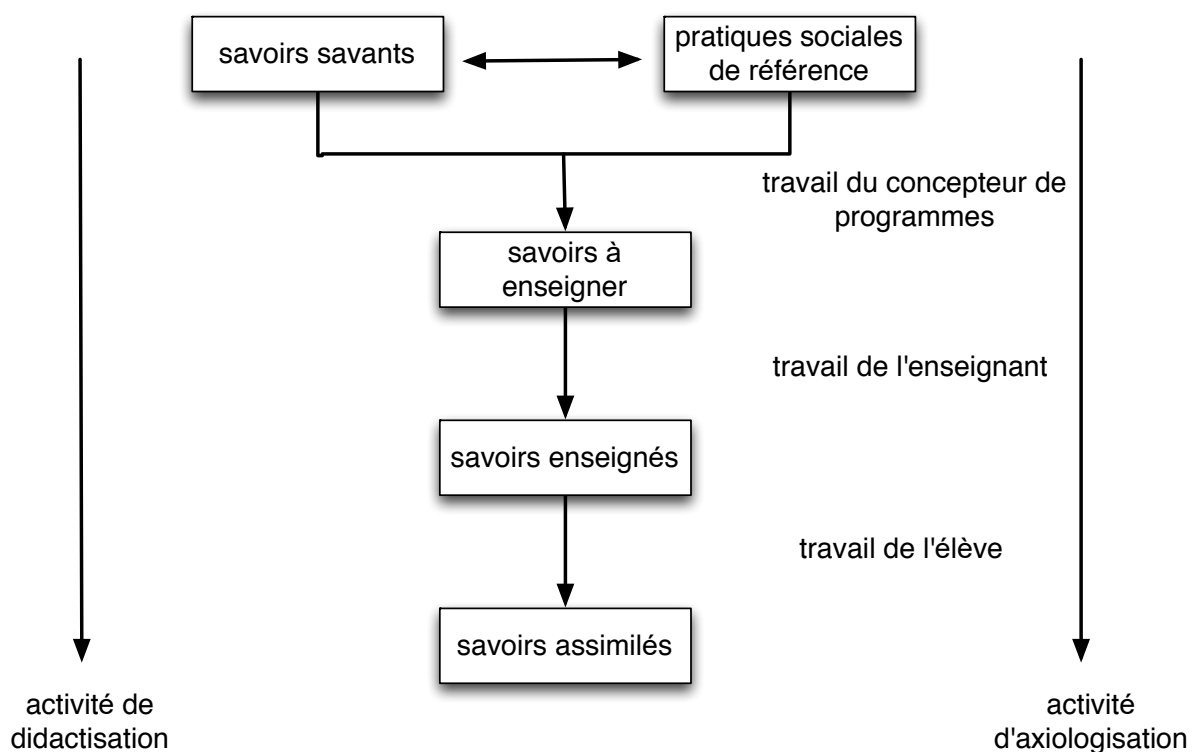 savoirs savants
pratiques sociales
de référence
travail du concepteur de
programmes
savoirs à
enseigner
travail de l'enseignant
savoirs enseignés
travail de l'élève
savoirs assimilés
activité de
didactisation
activité
d'axiologisation